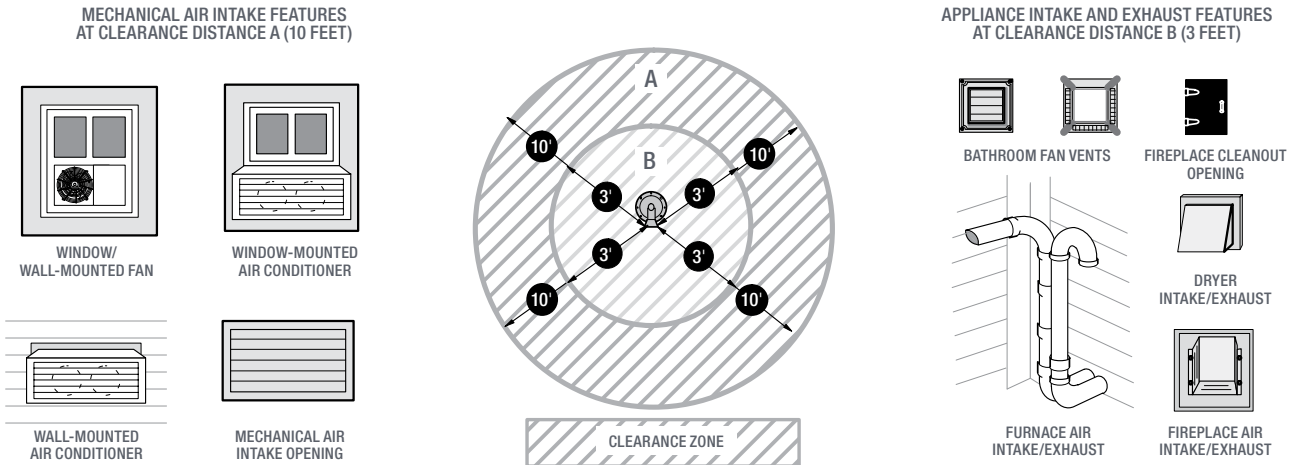 MECHANICAL AIR INTAKE FEATURES
AT CLEARANCE DISTANCE A (10 FEET)
WINDOW/
WALL-MOUNTED FAN
WINDOW-MOUNTED
AIR CONDITIONER
WALL-MOUNTED
AIR CONDITIONER
MECHANICAL AIR
INTAKE OPENING
A
B
10'
10'
3'
3'
3'
3'
10'
10'
CLEARANCE ZONE
APPLIANCE INTAKE AND EXHAUST FEATURES
AT CLEARANCE DISTANCE B (3 FEET)
BATHROOM FAN VENTS
FIREPLACE CLEANOUT
OPENING
DRYER
INTAKE/EXHAUST
FURNACE AIR
INTAKE/EXHAUST
FIREPLACE AIR
INTAKE/EXHAUST